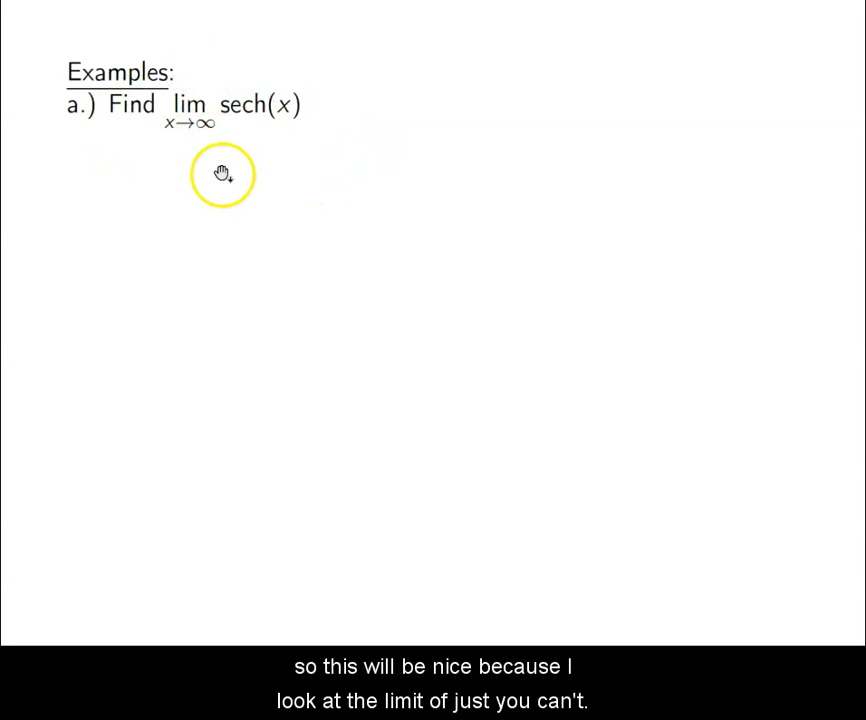 Examples:
a.) Find lim sech(x)
x→∞
so this will be nice because I
look at the limit of just you can't.